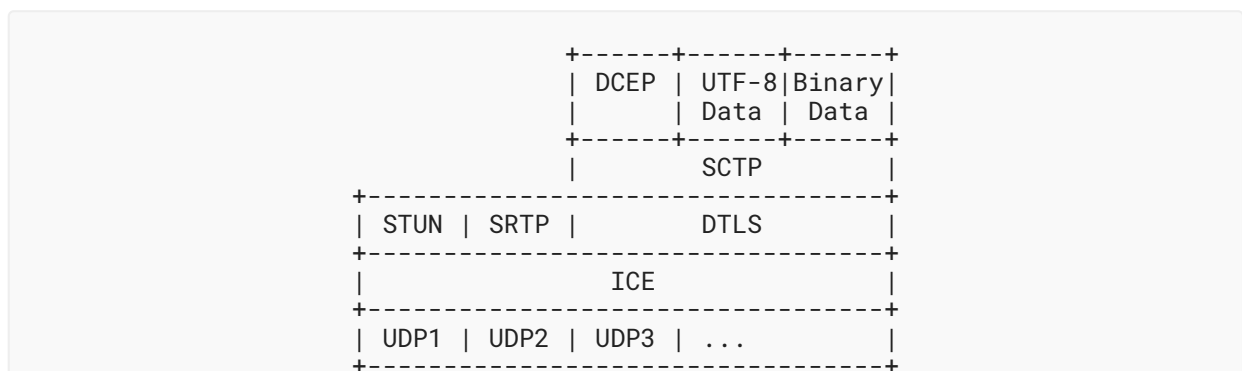 +------+------+------+
                    | DCEP | UTF-8|Binary|
                    |      | Data | Data |
                    +------+------+------+
                    |        SCTP        |
      +----------------------------------+
      | STUN | SRTP |        DTLS        |
      +----------------------------------+
      |                ICE               |
      +----------------------------------+
      | UDP1 | UDP2 | UDP3 | ...         |
      +----------------------------------+